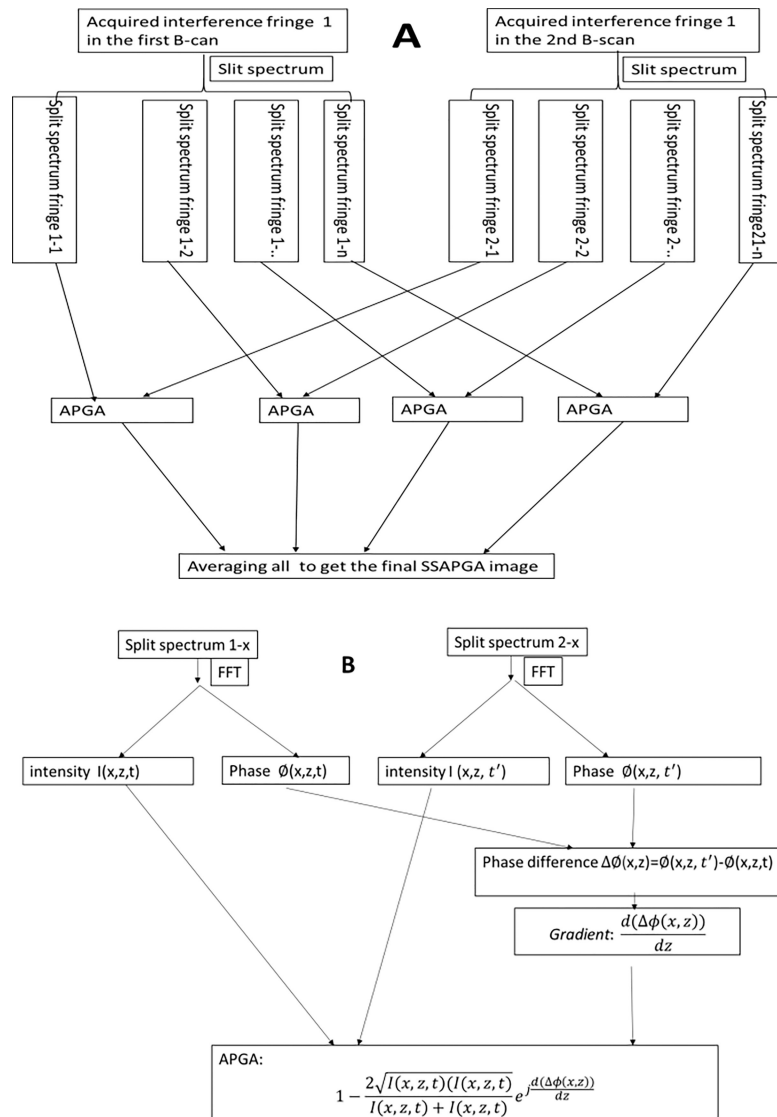 Acquired interference fringe 1
in the first B-can
A
Acquired interference fringe 1
in the 2nd B-scan
Slit spectrum
Slit spectrum
Split spectrum fringe 1-1
Split spectrum fringe 1-2
Split spectrum fringe 1-..
Split spectrum fringe 1-n
Split spectrum fringe 2-1
Split spectrum fringe 2-2
Split spectrum fringe 2-..
Split spectrum fringe21-n
APGA
APGA
APGA
APGA
Averaging all to get the final SSAPGA image
Split spectrum 1-x
B
Split spectrum 2-x
FFT
FFT
intensity I(x,z,t)
Phase Ø(x,z,t)
intensity I (x,z, t′)
Phase Ø(x,z, t′)
Phase difference ΔØ(x,z)=Ø(x,z, t′)-Ø(x,z,t)
Gradient: d(Δϕ(x,z))/dz
APGA:
1 − 2√I(x,z,t)(I(x,z,t)/I(x,z,t) + I(x,z,t) e^j d(Δϕ(x,z))/dz